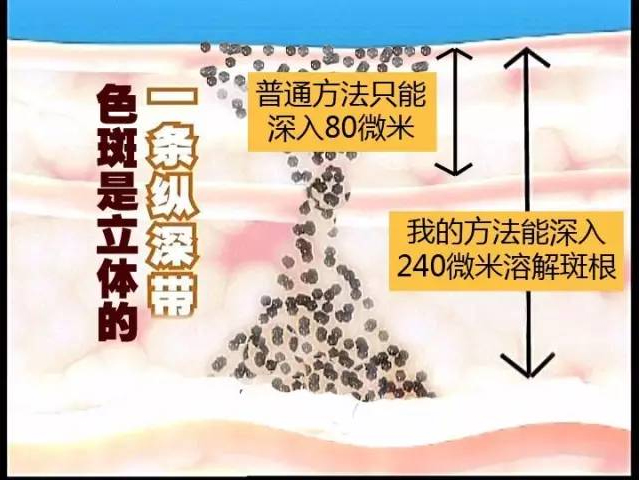 一条纵深带
色斑是立体的
普通方法只能
深入80微米
我的方法能深入
240微米溶解斑根